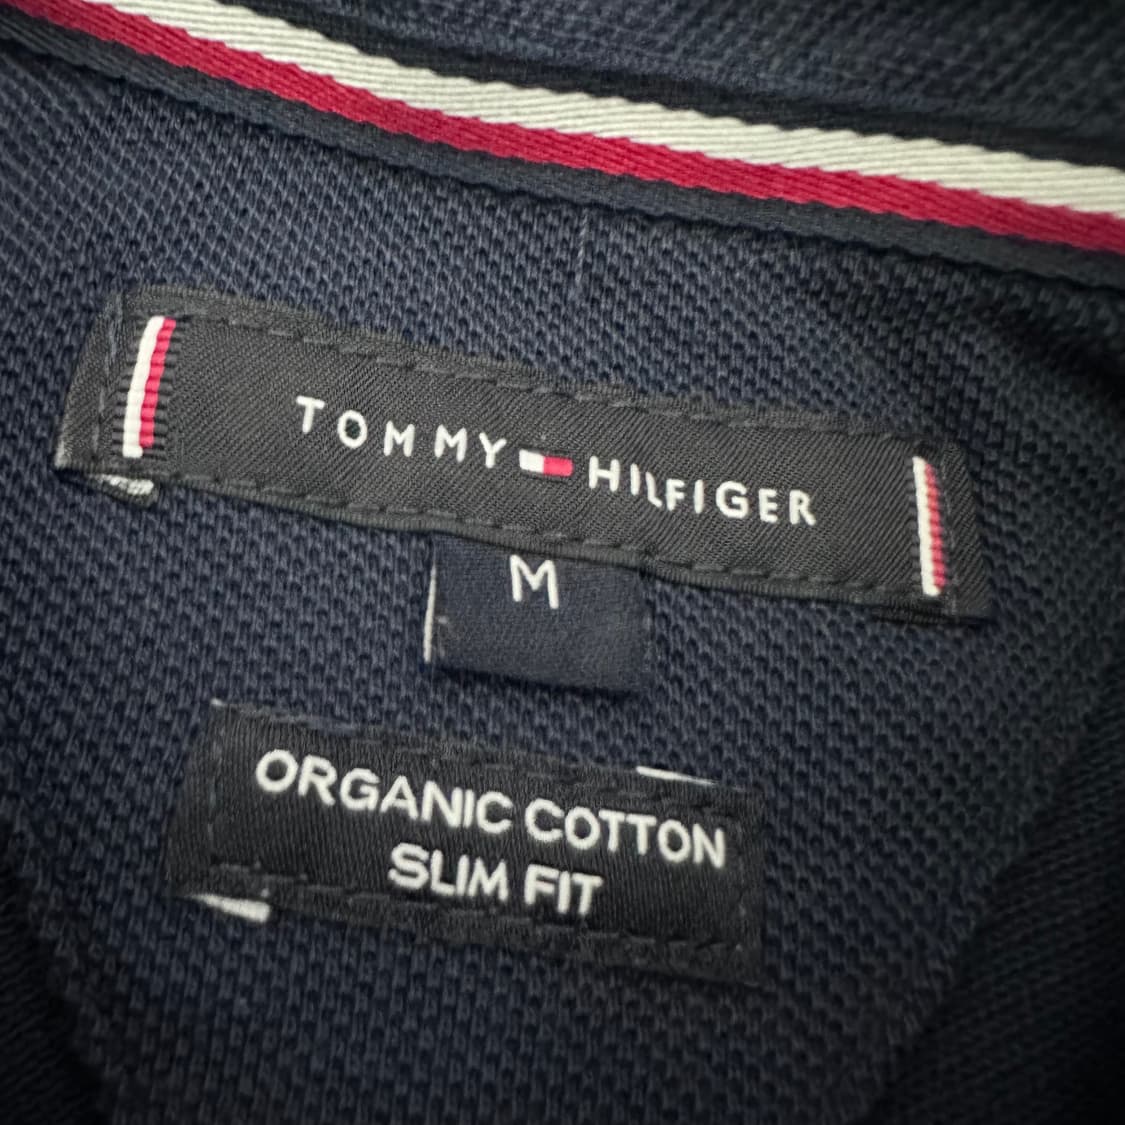 TOMMY HILFIGER
M
ORGANIC COTTON
SLIM FIT